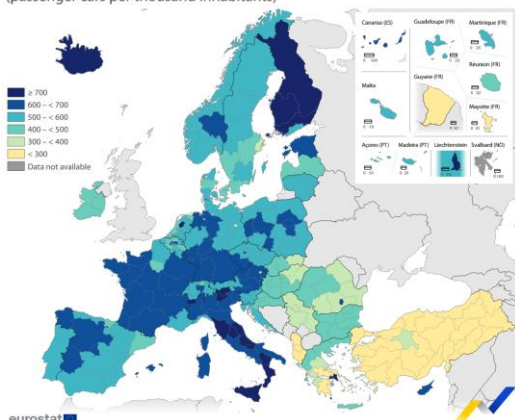 (passenger cars per thousand inhabitants)
≥ 700
600 – < 700
500 – < 600
400 – < 500
300 – < 400
< 300
Data not available
Canarias (ES)
Guadeloupe (FR)
Martinique (FR)
Malta
Guyane (FR)
Réunion (FR)
Mayotte (FR)
Açores (PT)
Madeira (PT)
Liechtenstein
Svalbard (NO)
eurostat